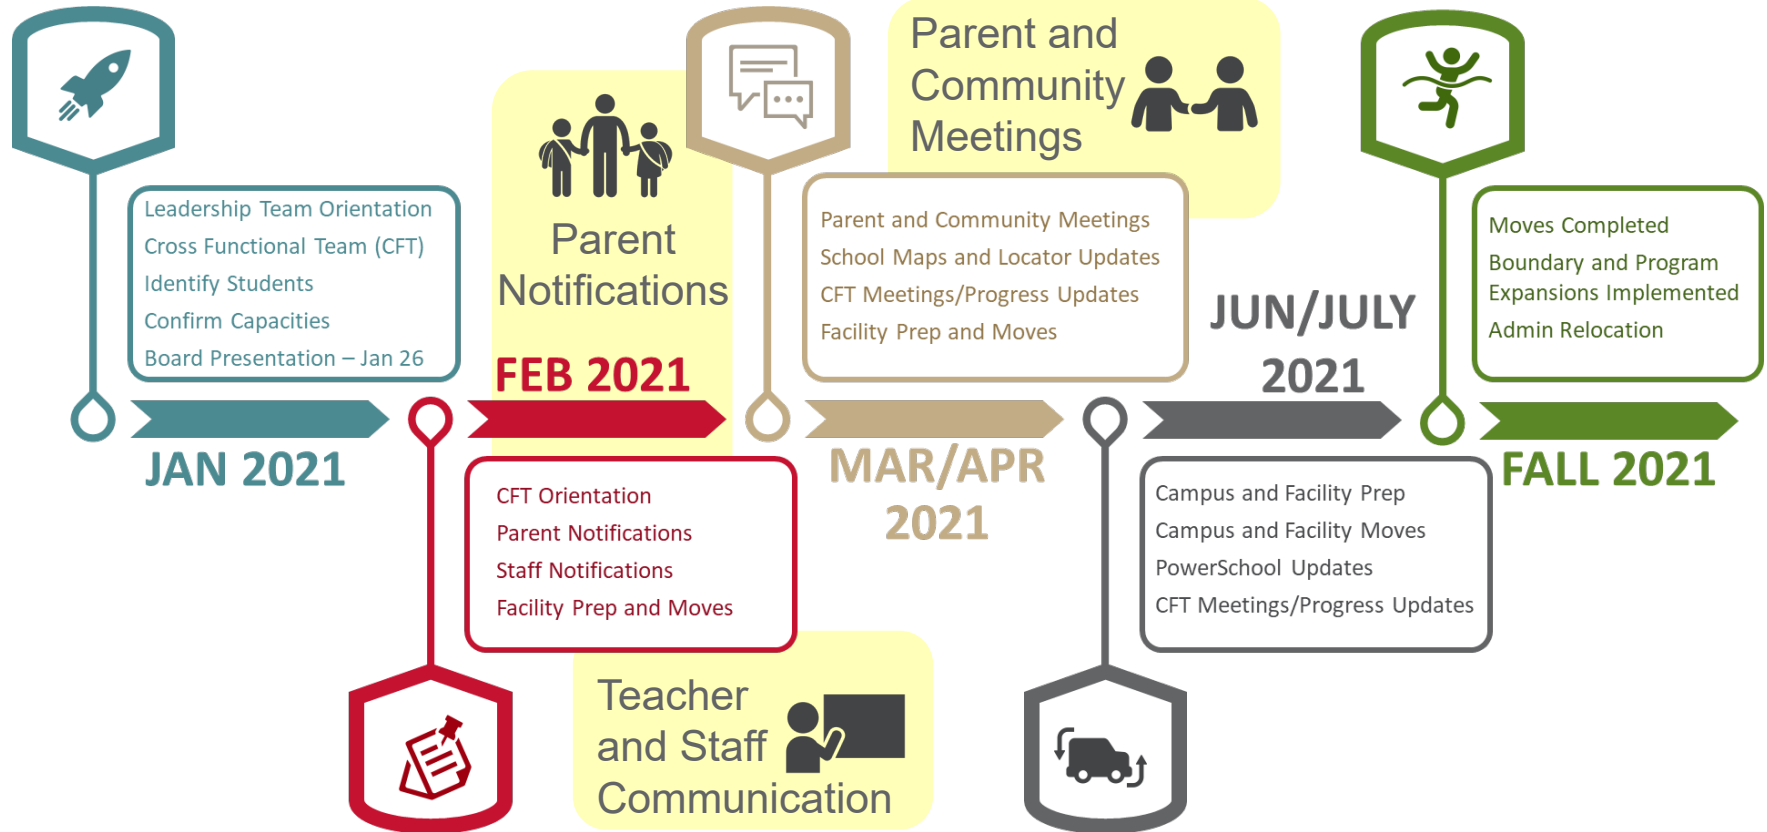 Leadership Team Orientation
Cross Functional Team (CFT)
Identify Students
Confirm Capacities
Board Presentation – Jan 26
JAN 2021
Parent
Notifications
FEB 2021
CFT Orientation
Parent Notifications
Staff Notifications
Facility Prep and Moves
Teacher
and Staff
Communication
Parent and
Community
Meetings
Parent and Community Meetings
School Maps and Locator Updates
CFT Meetings/Progress Updates
Facility Prep and Moves
MAR/APR
2021
JUN/JULY
2021
Campus and Facility Prep
Campus and Facility Moves
PowerSchool Updates
CFT Meetings/Progress Updates
Moves Completed
Boundary and Program
Expansions Implemented
Admin Relocation
FALL 2021